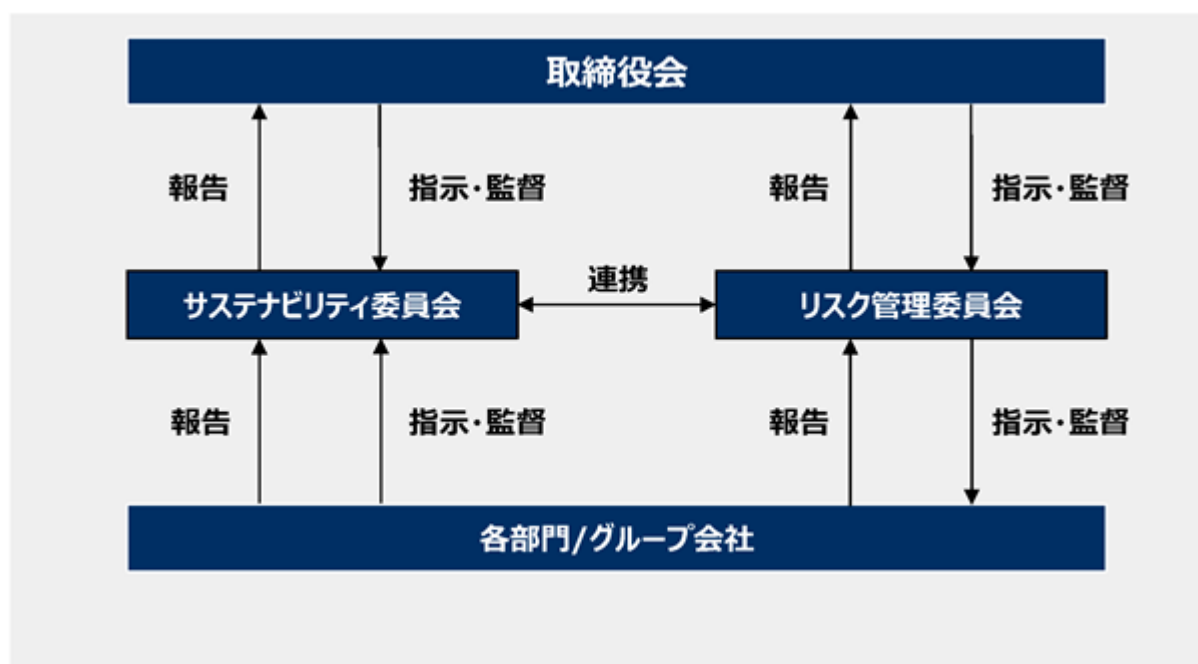 取締役会
報告
指示・監督
報告
指示・監督
サステナビリティ委員会
連携
リスク管理委員会
報告
指示・監督
報告
指示・監督
各部門/グループ会社